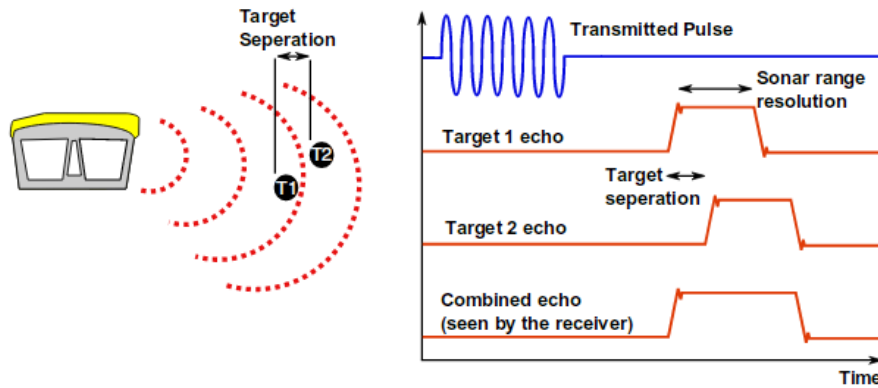 Target
Seperation
T1
T2
Transmitted Pulse
Sonar range
resolution
Target 1 echo
Target
seperation
Target 2 echo
Combined echo
(seen by the receiver)
Time